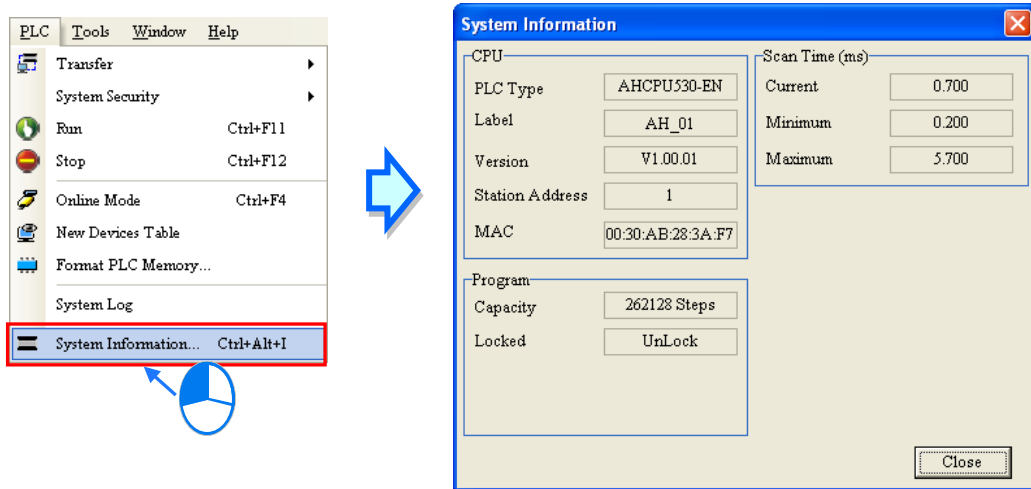 PLC Tools Window Help
Transfer
System Security
Run Ctrl+F11
Stop Ctrl+F12
Online Mode Ctrl+F4
New Devices Table
Format PLC Memory...
System Log
System Information... Ctrl+Alt+I
System Information
CPU
PLC Type AHCPU530-EN
Label AH_01
Version V1.00.01
Station Address 1
MAC 00:30:AB:28:3A:F7
Program
Capacity 262128 Steps
Locked UnLock
Scan Time (ms)
Current 0.700
Minimum 0.200
Maximum 5.700
Close